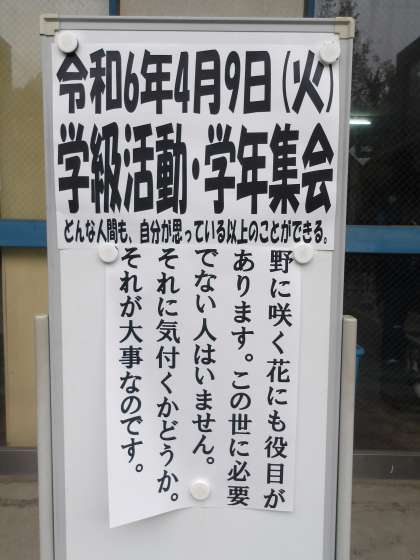 令和6年4月9日（火）
学級活動・学年集会
どんな人間も、自分が思っている以上のことができる。
野に咲く花にも役目が
あります。この世に必要
でない人はいません。
それに気付くかどうか。
それが大事なのです。